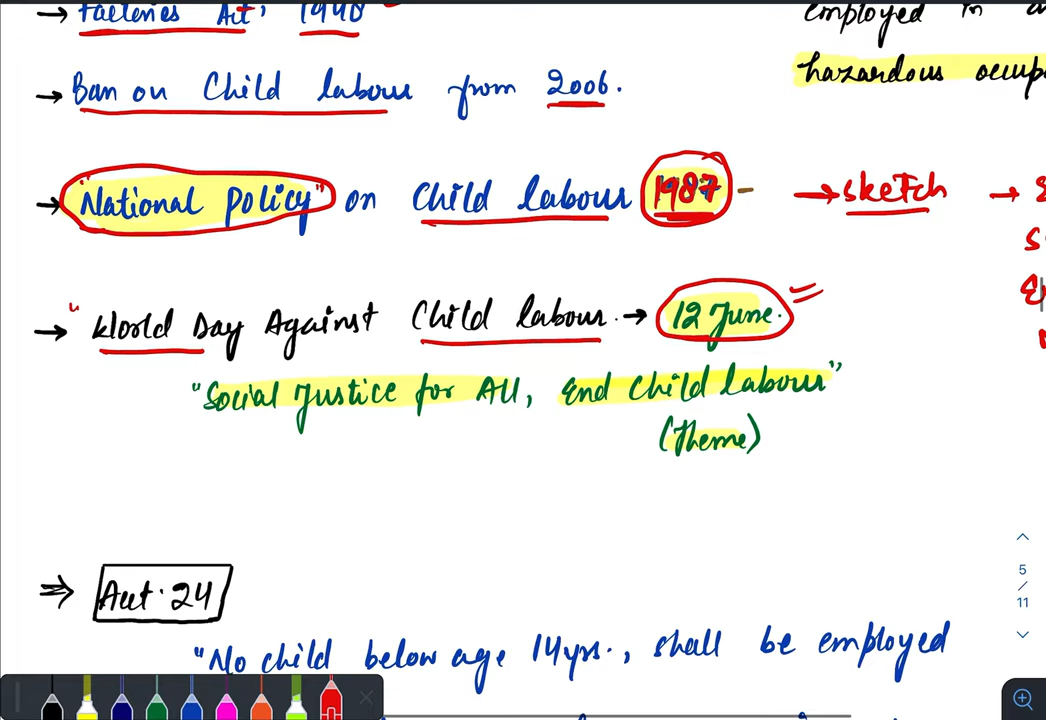 → Factories Act, 1948
employed in a
hazardous occup
→ Ban on Child labour from 2006.
→ "National policy" on Child labour 1987 - → sketch →
→ "World Day Against Child labour. → 12 June.
"Social Justice for All, End Child labour"
(Theme)
5
/
11
⇒ Art. 24
"No child below age 14 yrs., shall be employed